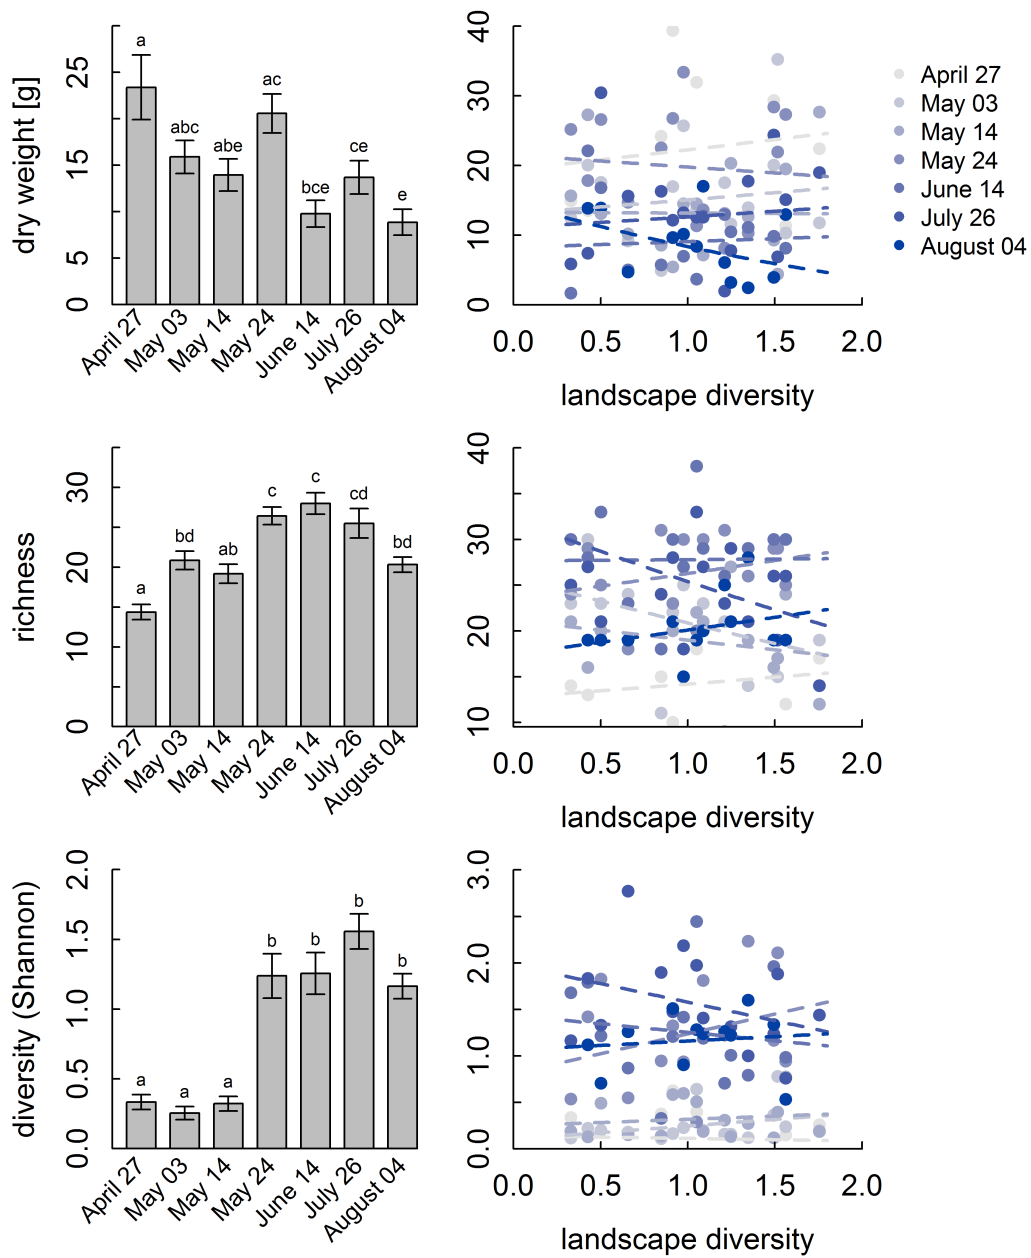 dry weight [g]
0 5 15 25
a abc abe ac bce ce e
April 27 May 03 May 14 May 24 June 14 July 26 August 04
0 10 20 30 40
0.0 0.5 1.0 1.5 2.0
landscape diversity
April 27
May 03
May 14
May 24
June 14
July 26
August 04
richness
0 10 20 30
a bd ab c c cd bd
April 27 May 03 May 14 May 24 June 14 July 26 August 04
10 20 30 40
0.0 0.5 1.0 1.5 2.0
landscape diversity
diversity (Shannon)
0.0 0.5 1.0 1.5 2.0
a a a b b b b
April 27 May 03 May 14 May 24 June 14 July 26 August 04
0.0 1.0 2.0 3.0
0.0 0.5 1.0 1.5 2.0
landscape diversity